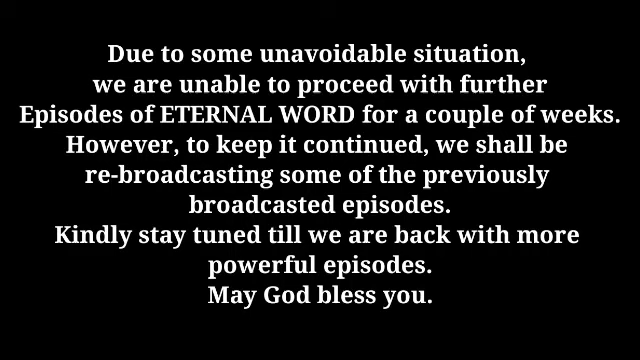 Due to some unavoidable situation,
we are unable to proceed with further
Episodes of ETERNAL WORD for a couple of weeks.
However, to keep it continued, we shall be
re-broadcasting some of the previously
broadcasted episodes.
Kindly stay tuned till we are back with more
powerful episodes.
May God bless you.